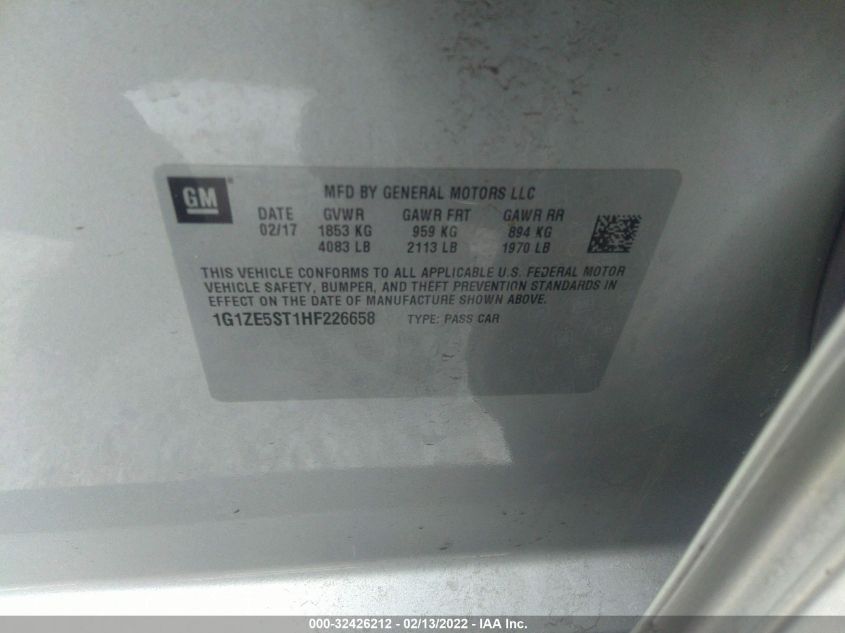 GM
MFD BY GENERAL MOTORS LLC
DATE GVWR GAWR FRT GAWR RR
02/17 1853 KG 959 KG 894 KG
4083 LB 2113 LB 1970 LB
THIS VEHICLE CONFORMS TO ALL APPLICABLE U.S. FEDERAL MOTOR
VEHICLE SAFETY, BUMPER, AND THEFT PREVENTION STANDARDS IN
EFFECT ON THE DATE OF MANUFACTURE SHOWN ABOVE.
1G1ZE5ST1HF226658 TYPE: PASS CAR
000-32426212 - 02/13/2022 - IAA Inc.